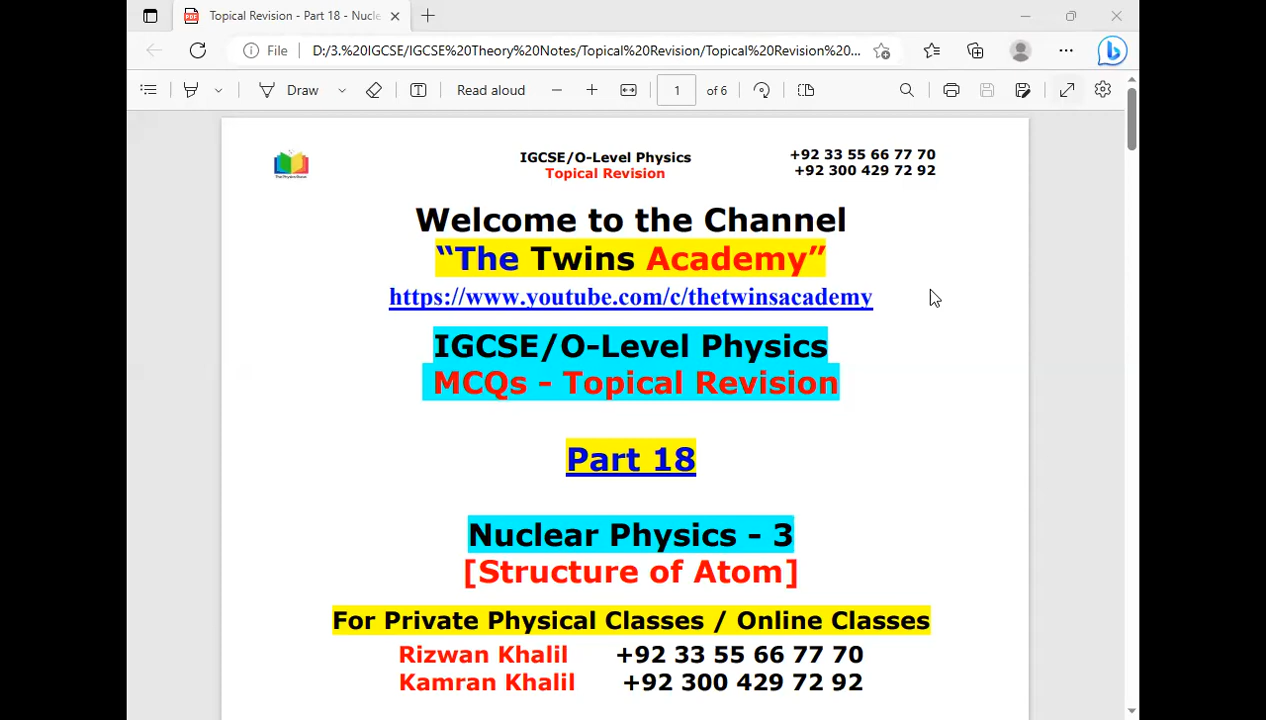 Topical Revision - Part 18 - Nucle
File
D:/3.%20IGCSE/IGCSE%20Theory%20Notes/Topical%20Revision/Topical%20Revision%20...
Draw
Read aloud
1 of 6
IGCSE/O-Level Physics
Topical Revision
+92 33 55 66 77 70
+92 300 429 72 92
Welcome to the Channel
“The Twins Academy”
https://www.youtube.com/c/thetwinsacademy
IGCSE/O-Level Physics
MCQs - Topical Revision
Part 18
Nuclear Physics - 3
[Structure of Atom]
For Private Physical Classes / Online Classes
Rizwan Khalil +92 33 55 66 77 70
Kamran Khalil +92 300 429 72 92